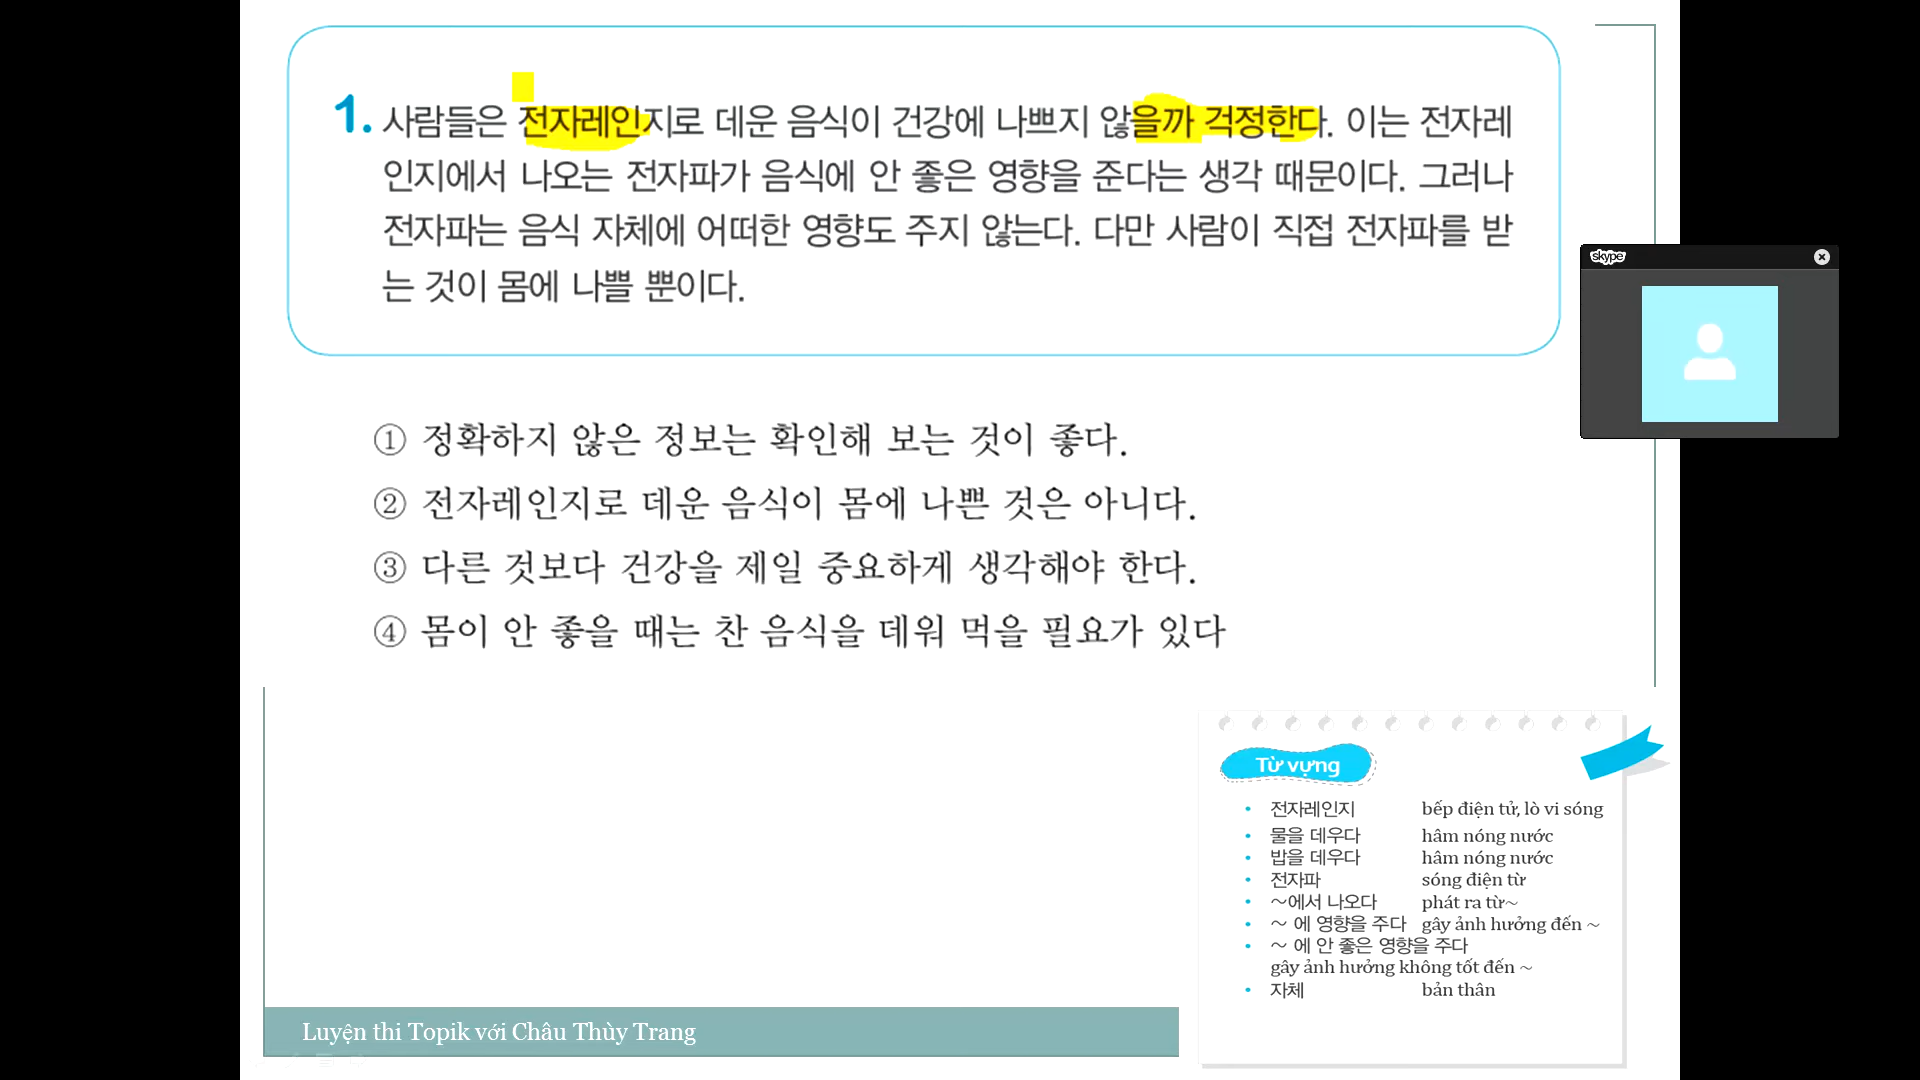 1. 사람들은 전자레인지로 데운 음식이 건강에 나쁘지 않을까 걱정한다. 이는 전자레
인지에서 나오는 전자파가 음식에 안 좋은 영향을 준다는 생각 때문이다. 그러나
전자파는 음식 자체에 어떠한 영향도 주지 않는다. 다만 사람이 직접 전자파를 받
는 것이 몸에 나쁠 뿐이다.
skype
① 정확하지 않은 정보는 확인해 보는 것이 좋다.
② 전자레인지로 데운 음식이 몸에 나쁜 것은 아니다.
③ 다른 것보다 건강을 제일 중요하게 생각해야 한다.
④ 몸이 안 좋을 때는 찬 음식을 데워 먹을 필요가 있다
Từ vựng
• 전자레인지 bếp điện tử, lò vi sóng
• 물을 데우다 hâm nóng nước
• 밥을 데우다 hâm nóng nước
• 전자파 sóng điện từ
• ~에서 나오다 phát ra từ~
• ~ 에 영향을 주다 gây ảnh hưởng đến ~
• ~ 에 안 좋은 영향을 주다
gây ảnh hưởng không tốt đến ~
• 자체 bản thân
Luyện thi Topik với Châu Thùy Trang